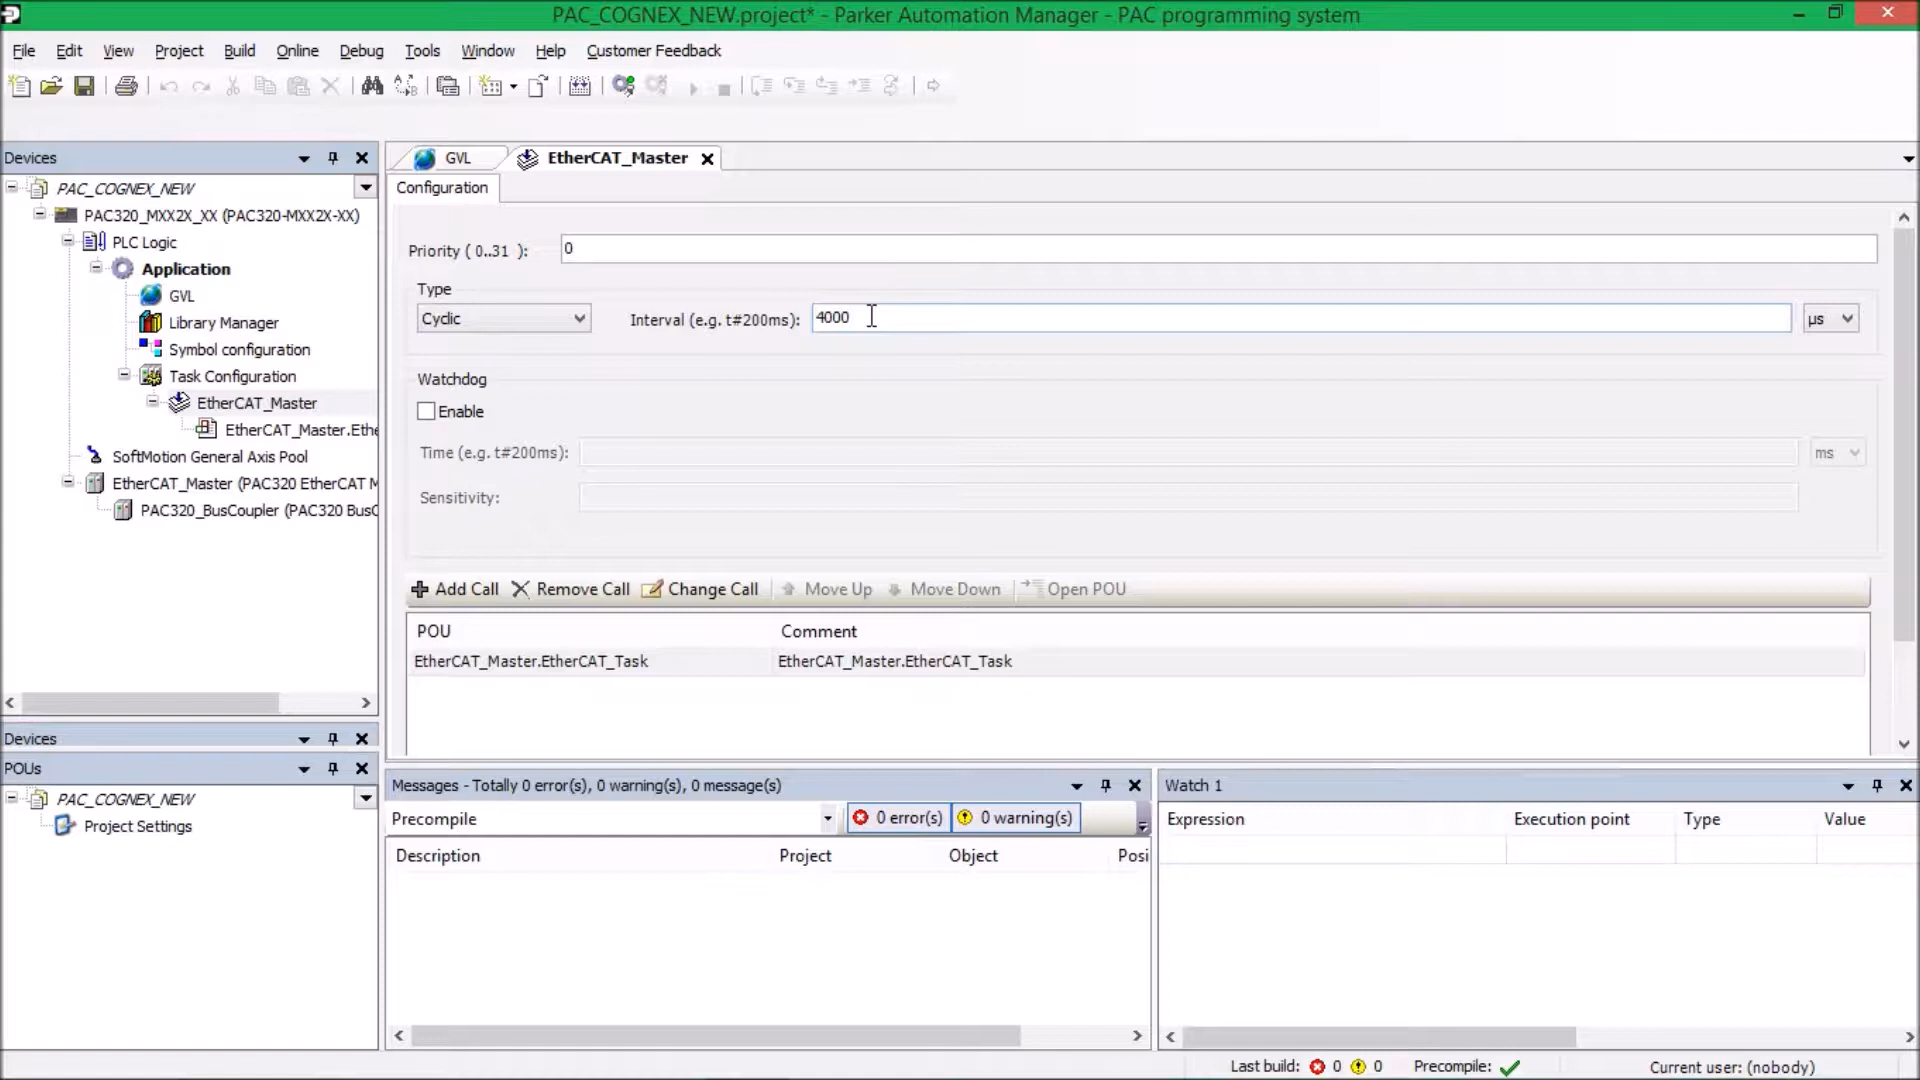 PAC_COGNEX_NEW.project* - Parker Automation Manager - PAC programming system
File Edit View Project Build Online Debug Tools Window Help Customer Feedback
Devices
PAC_COGNEX_NEW
PAC320_MXX2X_XX (PAC320-MXX2X-XX)
PLC Logic
Application
GVL
Library Manager
Symbol configuration
Task Configuration
EtherCAT_Master
EtherCAT_Master.Ethe
SoftMotion General Axis Pool
EtherCAT_Master (PAC320 EtherCAT M
PAC320_BusCoupler (PAC320 BusC
Devices
POUs
PAC_COGNEX_NEW
Project Settings
GVL EtherCAT_Master
Configuration
Priority ( 0..31 ): 0
Type
Cyclic Interval (e.g. t#200ms): 4000 µs
Watchdog
Enable
Time (e.g. t#200ms): ms
Sensitivity:
Add Call Remove Call Change Call Move Up Move Down Open POU
POU Comment
EtherCAT_Master.EtherCAT_Task EtherCAT_Master.EtherCAT_Task
Messages - Totally 0 error(s), 0 warning(s), 0 message(s)
Precompile 0 error(s) 0 warning(s)
Description Project Object Posi
Watch 1
Expression Execution point Type Value
Last build: 0 0 Precompile: Current user: (nobody)